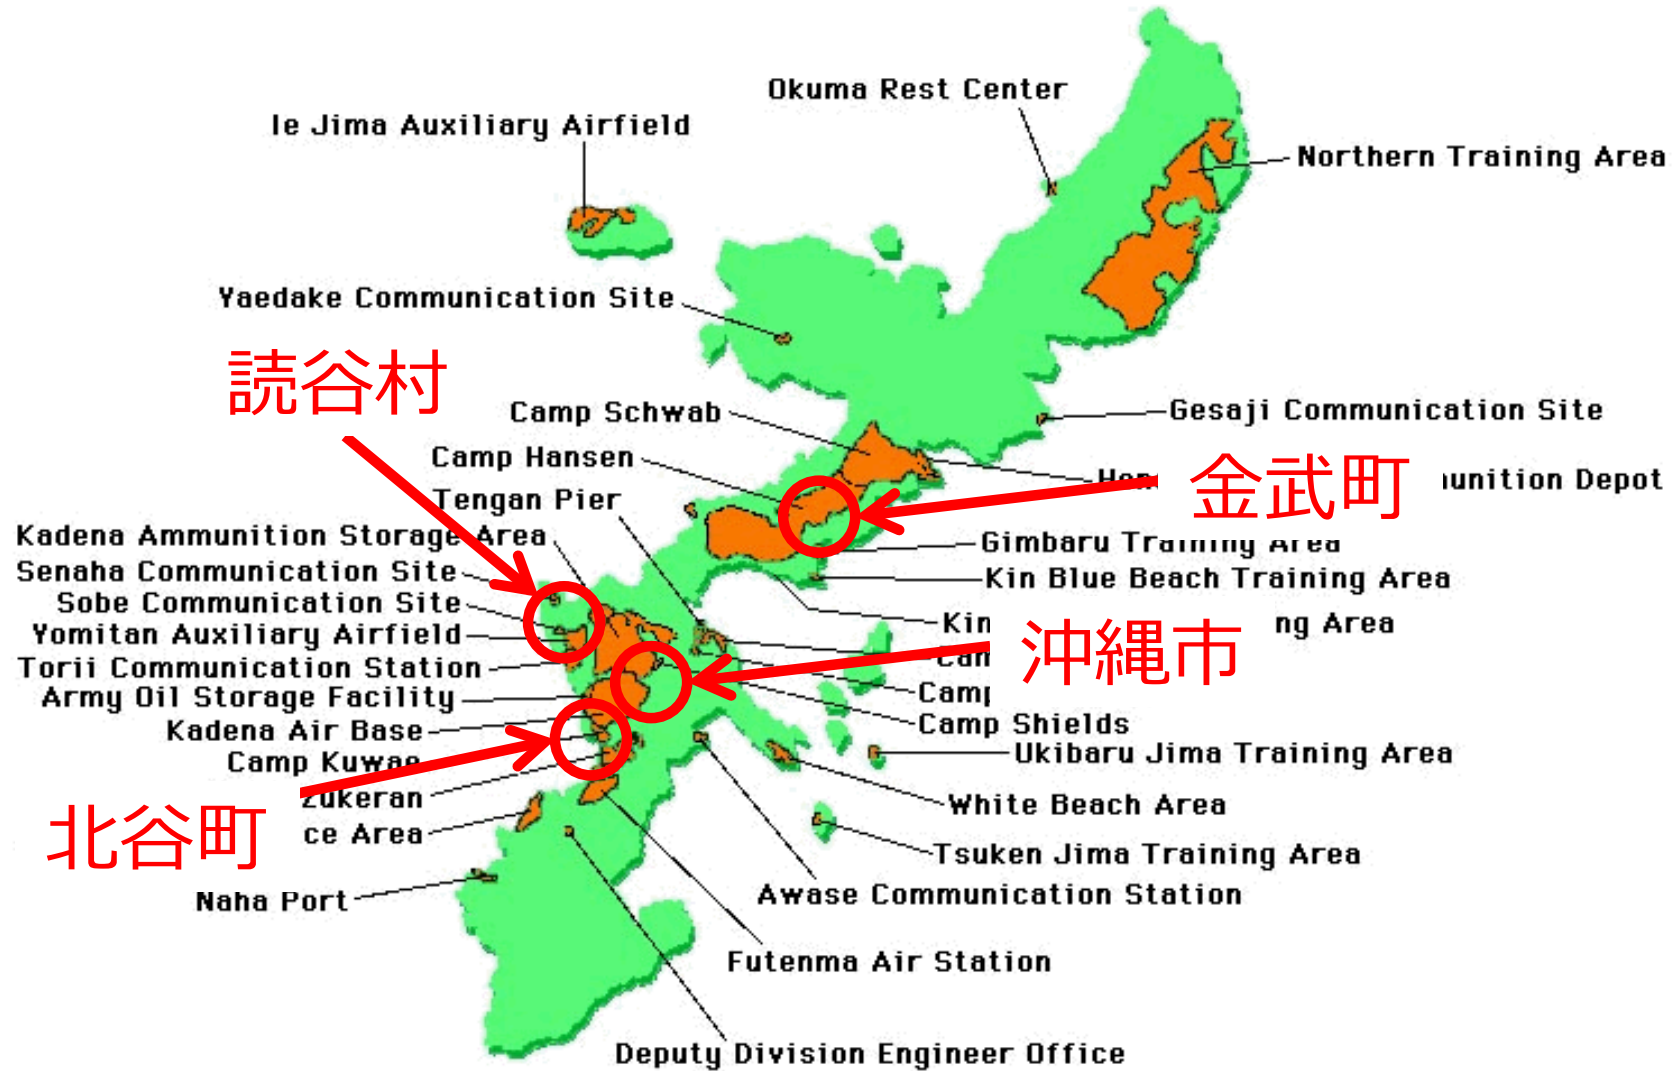 Okuma Rest Center
Ie Jima Auxiliary Airfield
Northern Training Area
Yaedake Communication Site
読谷村
Camp Schwab
Gesaji Communication Site
Camp Hansen
金武町
unition Depot
Tengan Pier
Kadena Ammunition Storage Area
Gimbaru Training Area
Senaha Communication Site
Kin Blue Beach Training Area
Sobe Communication Site
Kin
ng Area
Yomitan Auxiliary Airfield
沖縄市
Torii Communication Station
Army Oil Storage Facility
Camp
Kadena Air Base
Camp Shields
Camp Kuwae
Ukibaru Jima Training Area
Zukeran
White Beach Area
北谷町
ce Area
Tsuken Jima Training Area
Naha Port
Awase Communication Station
Futenma Air Station
Deputy Division Engineer Office